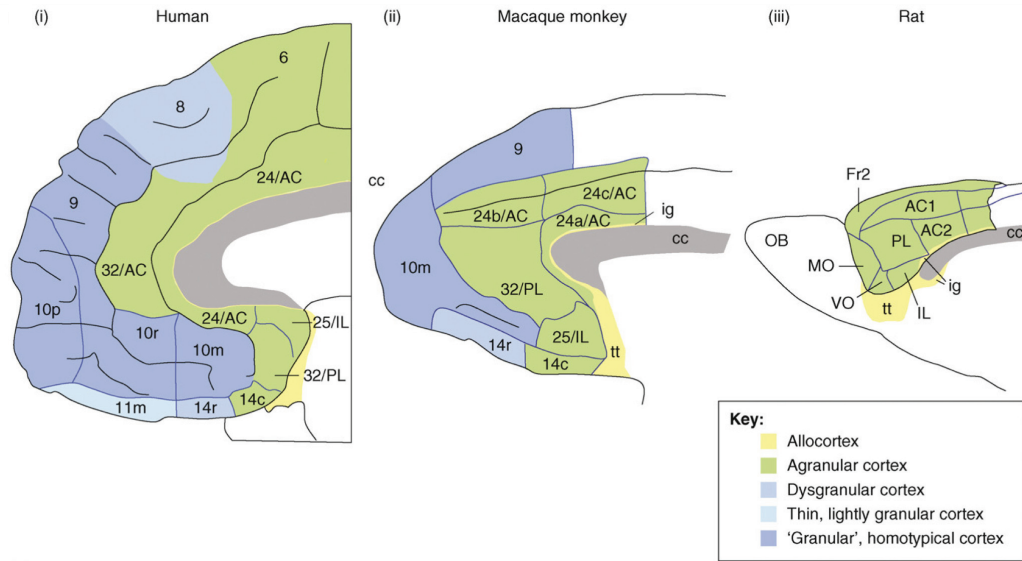 (i) Human
6
8
24/AC
9
32/AC
10p
10r
24/AC
25/IL
10m
32/PL
11m
14r
14c
(ii) Macaque monkey
cc
9
24c/AC
24b/AC
24a/AC
ig
cc
10m
32/PL
25/IL
14r
14c
tt
(iii) Rat
Fr2
AC1
OB
PL
AC2
cc
MO
ig
VO
IL
tt
Key:
Allocortex
Agranular cortex
Dysgranular cortex
Thin, lightly granular cortex
‘Granular’, homotypical cortex